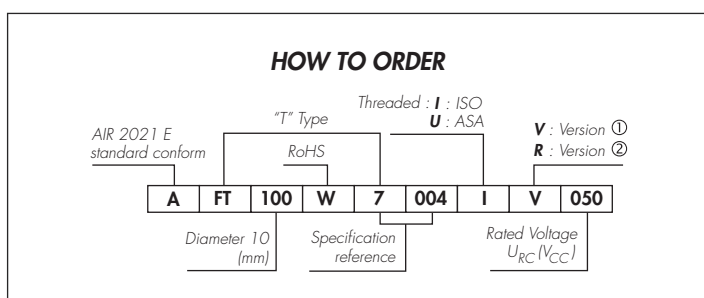 HOW TO ORDER
Threaded : I : ISO
U : ASA
"T" Type
AIR 2021 E
standard conform
RoHS
V : Version ①
R : Version ②
A FT 100 W 7 004 I V 050
Diameter 10
(mm)
Specification
reference
Rated Voltage
URC (VCC)